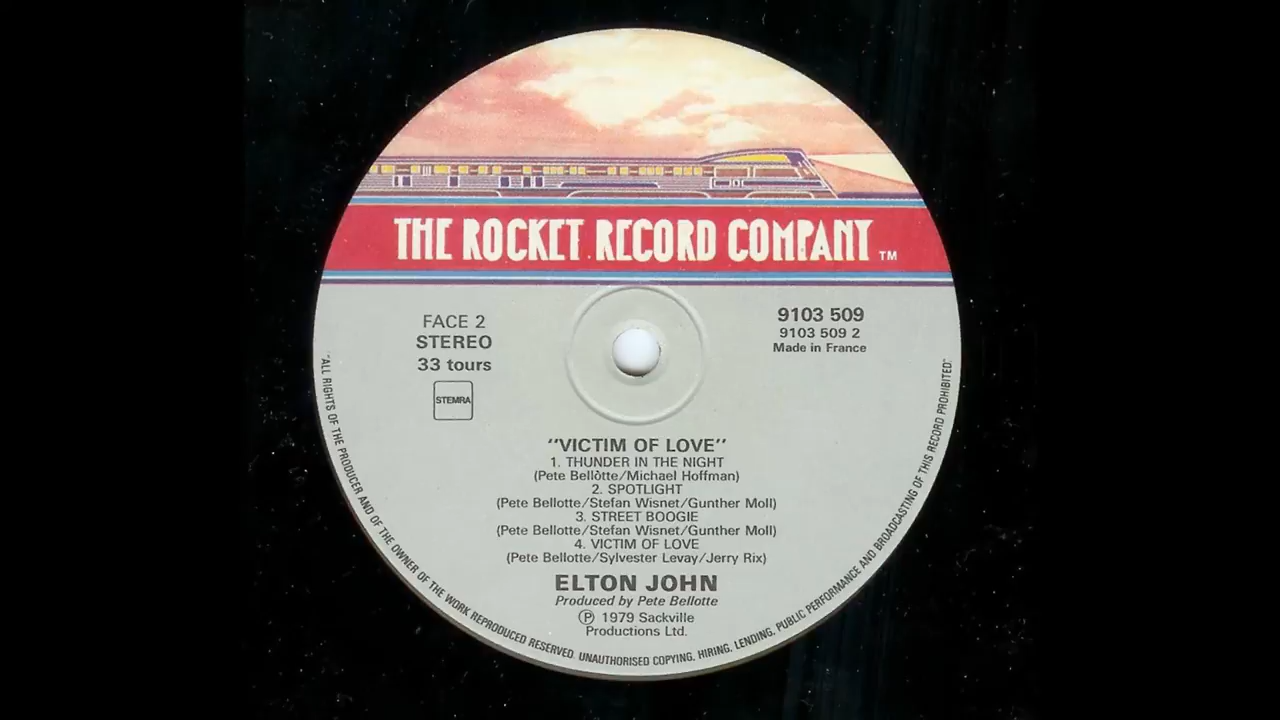 THE ROCKET RECORD COMPANY TM
FACE 2
STEREO
33 tours
STEMRA
9103 509
9103 509 2
Made in France
"VICTIM OF LOVE"
1. THUNDER IN THE NIGHT
(Pete Bellòtte/Michael Hoffman)
2. SPOTLIGHT
(Pete Bellotte/Stefan Wisnet/Gunther Moll)
3. STREET BOOGIE
(Pete Bellotte/Stefan Wisnet/Gunther Moll)
4. VICTIM OF LOVE
(Pete Bellotte/Sylvester Levay/Jerry Rix)
ELTON JOHN
Produced by Pete Bellotte
Ⓟ 1979 Sackville
Productions Ltd.
"ALL RIGHTS OF THE PRODUCER AND OF THE OWNER OF THE WORK REPRODUCED RESERVED. UNAUTHORISED COPYING, HIRING, LENDING, PUBLIC PERFORMANCE AND BROADCASTING OF THIS RECORD PROHIBITED"